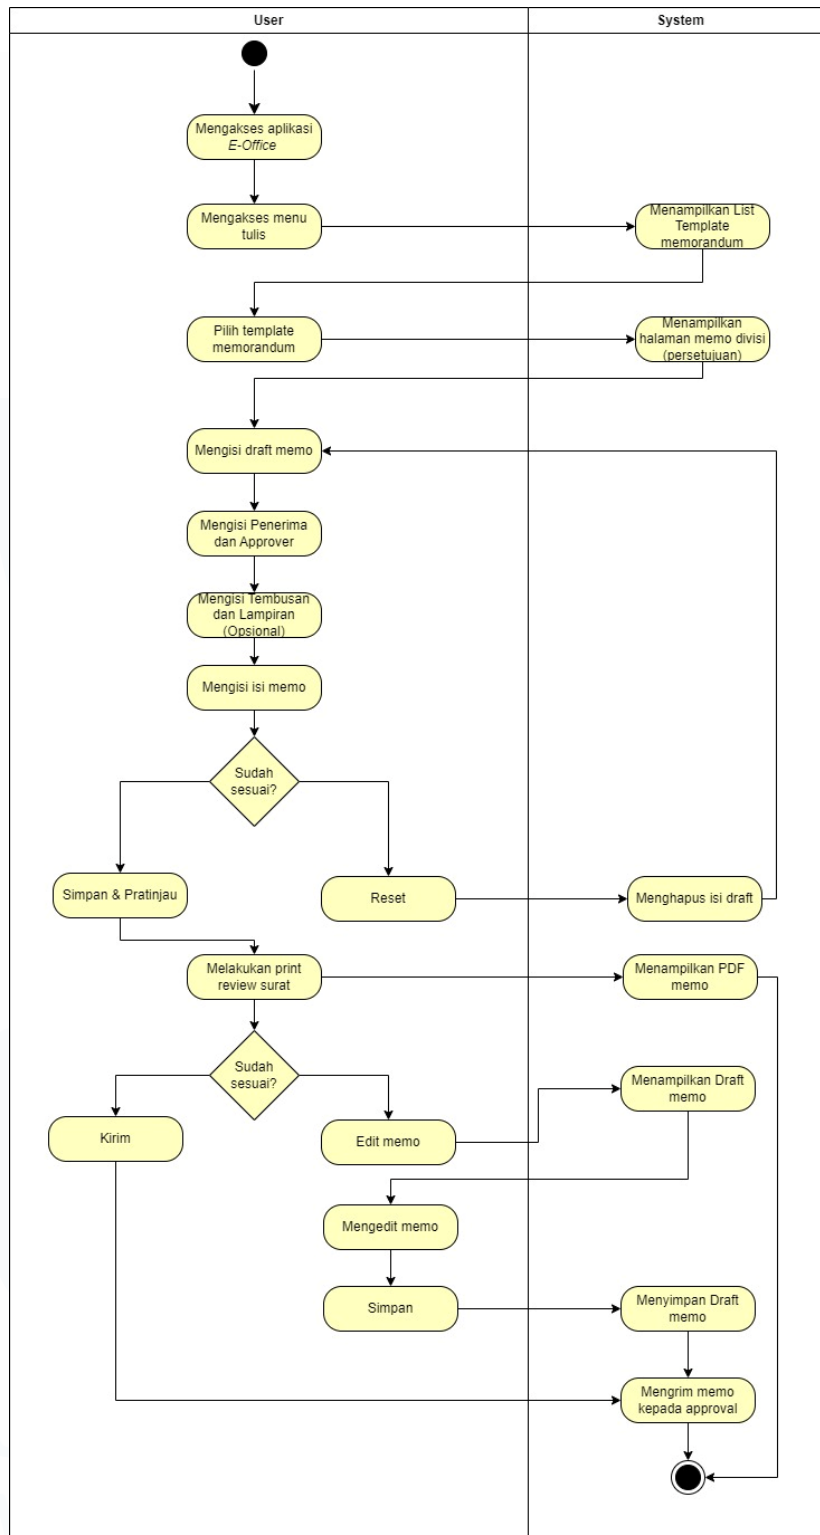 User
System
Mengakses aplikasi
E-Office
Mengakses menu
tulis
Menampilkan List
Template
memorandum
Pilih template
memorandum
Menampilkan
halaman memo divisi
(persetujuan)
Mengisi draft memo
Mengisi Penerima
dan Approver
Mengisi Tembusan
dan Lampiran
(Opsional)
Mengisi isi memo
Sudah
sesuai?
Simpan & Pratinjau
Reset
Menghapus isi draft
Melakukan print
review surat
Menampilkan PDF
memo
Sudah
sesuai?
Menampilkan Draft
memo
Kirim
Edit memo
Mengedit memo
Simpan
Menyimpan Draft
memo
Mengrim memo
kepada approval